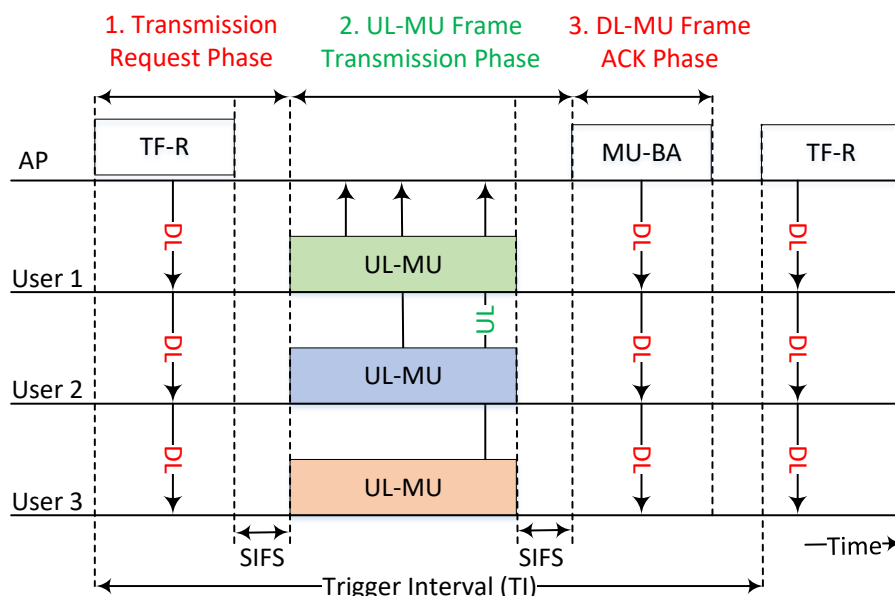 1. Transmission
Request Phase
2. UL-MU Frame
Transmission Phase
3. DL-MU Frame
ACK Phase
AP
TF-R
MU-BA
TF-R
DL
DL
DL
User 1
UL-MU
UL
DL
DL
DL
User 2
UL-MU
DL
DL
DL
User 3
UL-MU
SIFS
SIFS
Time
Trigger Interval (TI)